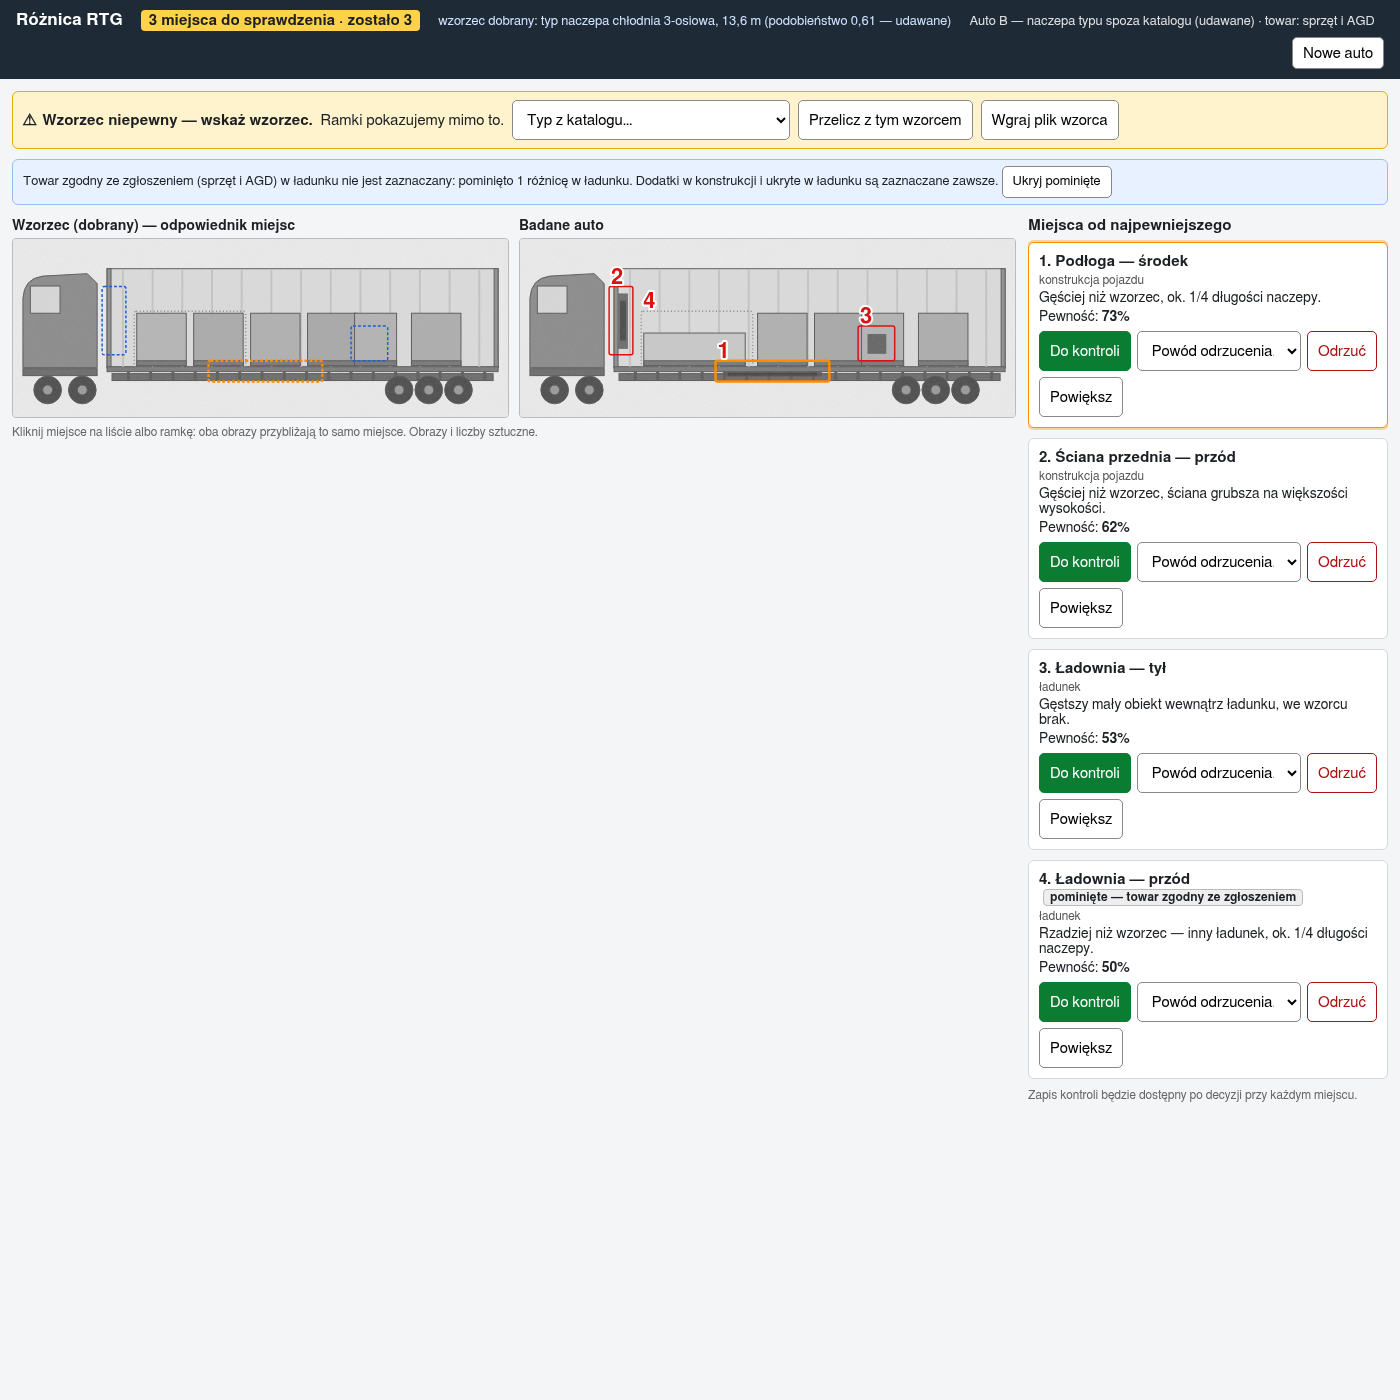 Różnica RTG
3 miejsca do sprawdzenia · zostało 3
wzorzec dobrany: typ naczepa chłodnia 3-osiowa, 13,6 m (podobieństwo 0,61 — udawane)
Auto B — naczepa typu spoza katalogu (udawane) · towar: sprzęt i AGD
Nowe auto
⚠ Wzorzec niepewny — wskaż wzorzec. Ramki pokazujemy mimo to.
Typ z katalogu...
Przelicz z tym wzorcem
Wgraj plik wzorca
Towar zgodny ze zgłoszeniem (sprzęt i AGD) w ładunku nie jest zaznaczany: pominięto 1 różnicę w ładunku. Dodatki w konstrukcji i ukryte w ładunku są zaznaczane zawsze.
Ukryj pominięte
Wzorzec (dobrany) — odpowiednik miejsc
Badane auto
2
4
3
1
Kliknij miejsce na liście albo ramkę: oba obrazy przybliżają to samo miejsce. Obrazy i liczby sztuczne.
Miejsca od najpewniejszego
1. Podłoga — środek
konstrukcja pojazdu
Gęściej niż wzorzec, ok. 1/4 długości naczepy.
Pewność: 73%
Do kontroli
Powód odrzucenia
Odrzuć
Powiększ
2. Ściana przednia — przód
konstrukcja pojazdu
Gęściej niż wzorzec, ściana grubsza na większości
wysokości.
Pewność: 62%
Do kontroli
Powód odrzucenia
Odrzuć
Powiększ
3. Ładownia — tył
ładunek
Gęstszy mały obiekt wewnątrz ładunku, we wzorcu
brak.
Pewność: 53%
Do kontroli
Powód odrzucenia
Odrzuć
Powiększ
4. Ładownia — przód
pominięte — towar zgodny ze zgłoszeniem
ładunek
Rzadziej niż wzorzec — inny ładunek, ok. 1/4 długości
naczepy.
Pewność: 50%
Do kontroli
Powód odrzucenia
Odrzuć
Powiększ
Zapis kontroli będzie dostępny po decyzji przy każdym miejscu.